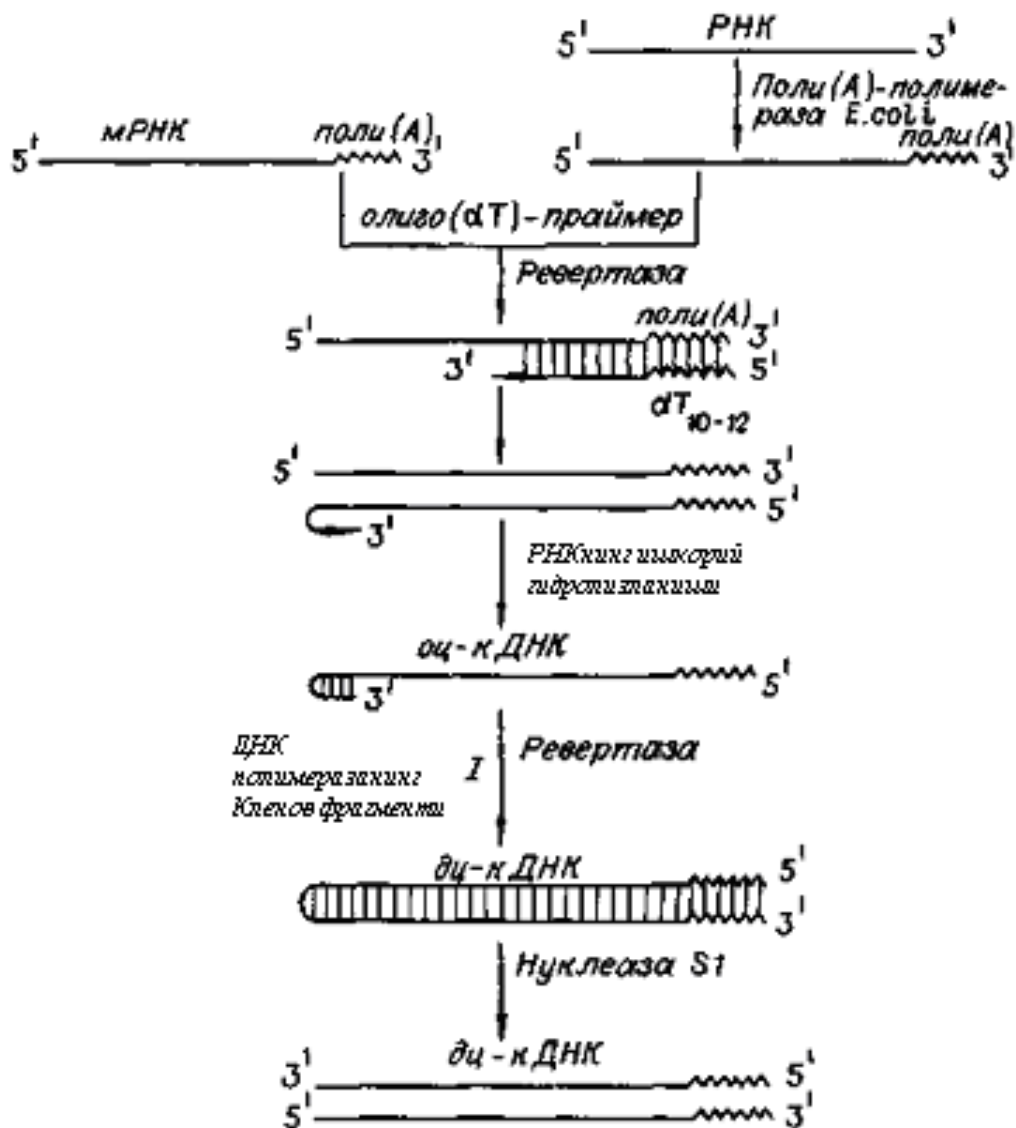 РНК
5' 3'
Поли(А)-полиме-
раза E.coli
мРНК поли(А)
5' 3'
поли(А)
5' 3'
олиго(dT)-праймер
Ревертаза
поли(А)
5' 3'
3' 5'
dT10-12
5' 3'
5'
3'
РНКнинг ишкорий
гидролизланиши
оц-кДНК
3' 5'
ДНК
полимеразанинг
Кленов фрагменти
I Ревертаза
дц-кДНК 5'
3'
Нуклеаза S1
дц-кДНК
3' 5'
5' 3'